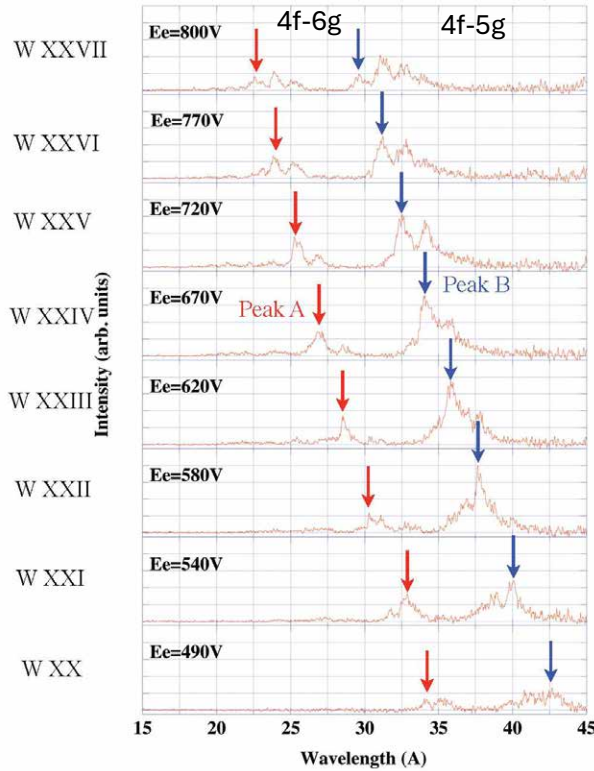 4f-6g 4f-5g
W XXVII Ee=800V
W XXVI Ee=770V
W XXV Ee=720V
W XXIV Ee=670V
Peak A Peak B
W XXIII Ee=620V
W XXII Ee=580V
W XXI Ee=540V
W XX Ee=490V
Intensity (arb. units)
15 20 25 30 35 40 45
Wavelength (A)